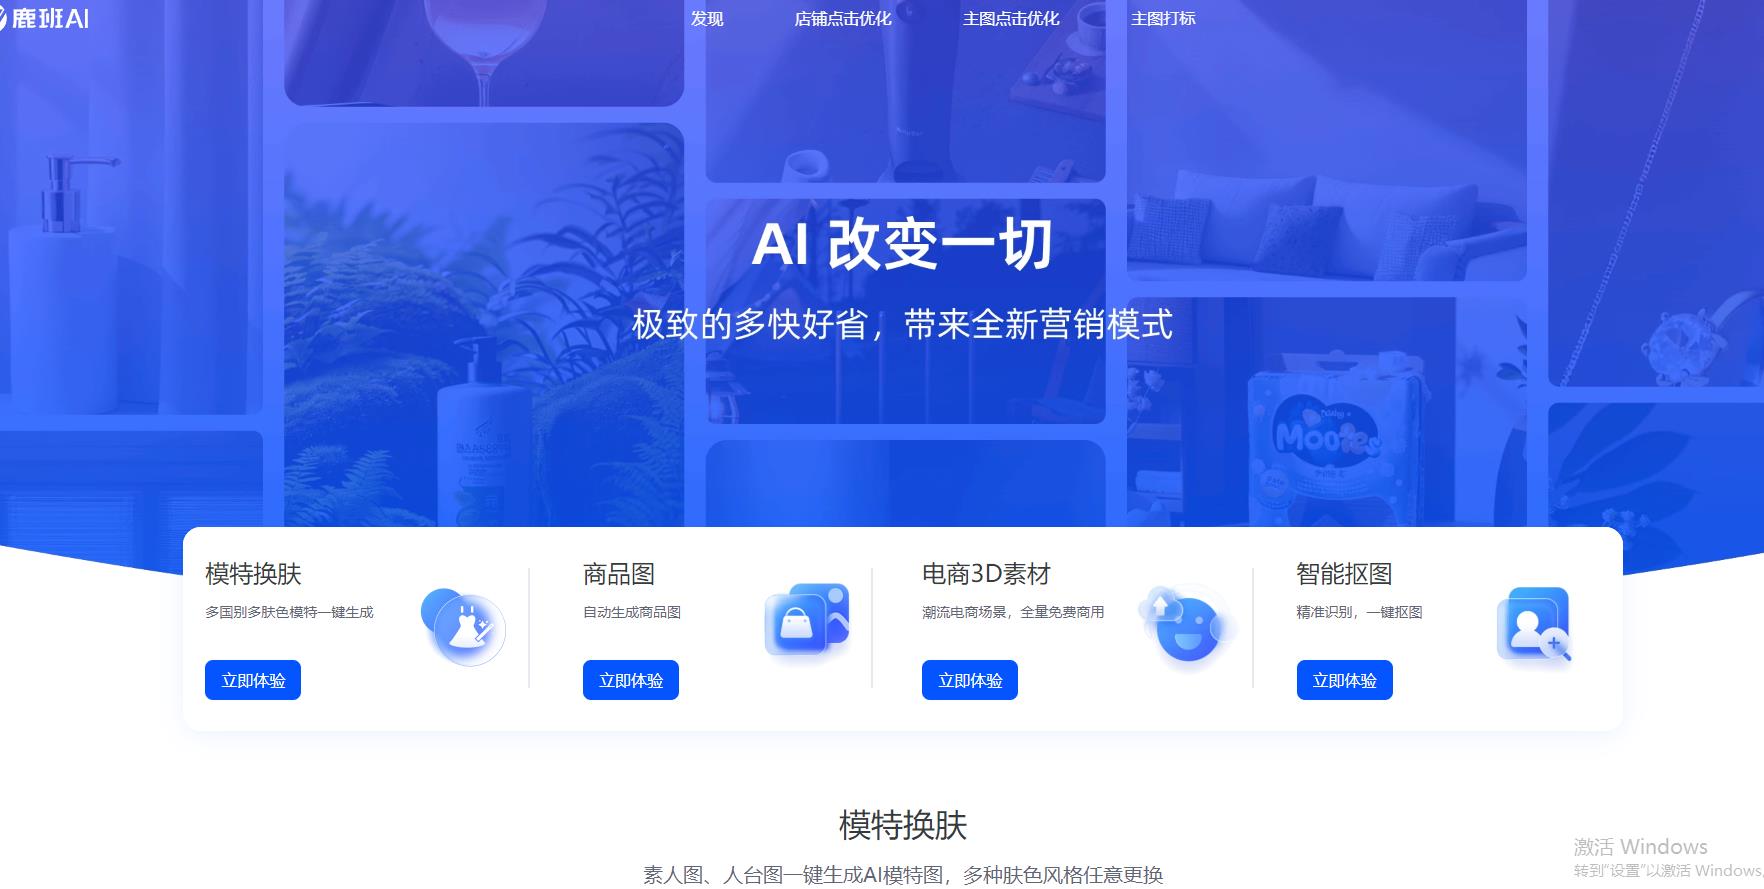 鹿班AI
发现
店铺点击优化
主图点击优化
主图打标
AI 改变一切
极致的多快好省，带来全新营销模式
Mootes
模特换肤
多国别多肤色模特一键生成
立即体验
商品图
自动生成商品图
立即体验
电商3D素材
潮流电商场景，全量免费商用
立即体验
智能抠图
精准识别，一键抠图
立即体验
模特换肤
素人图、人台图一键生成AI模特图，多种肤色风格任意更换
激活 Windows
转到“设置”以激活 Windows